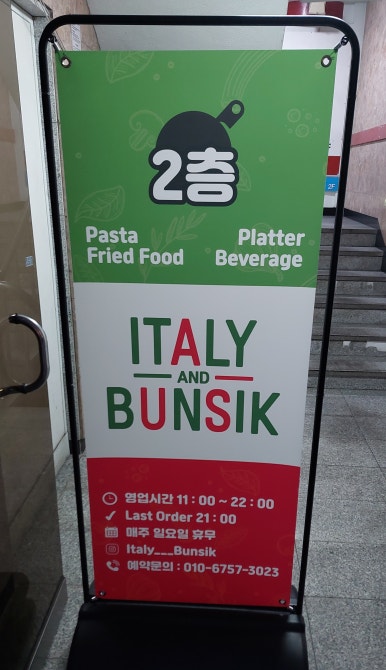 2층
Pasta Platter
Fried Food Beverage
ITALY
AND
BUNSIK
영업시간 11 : 00 ~ 22 : 00
Last Order 21 : 00
매주 일요일 휴무
Italy___Bunsik
예약문의 : 010-6757-3023
2F